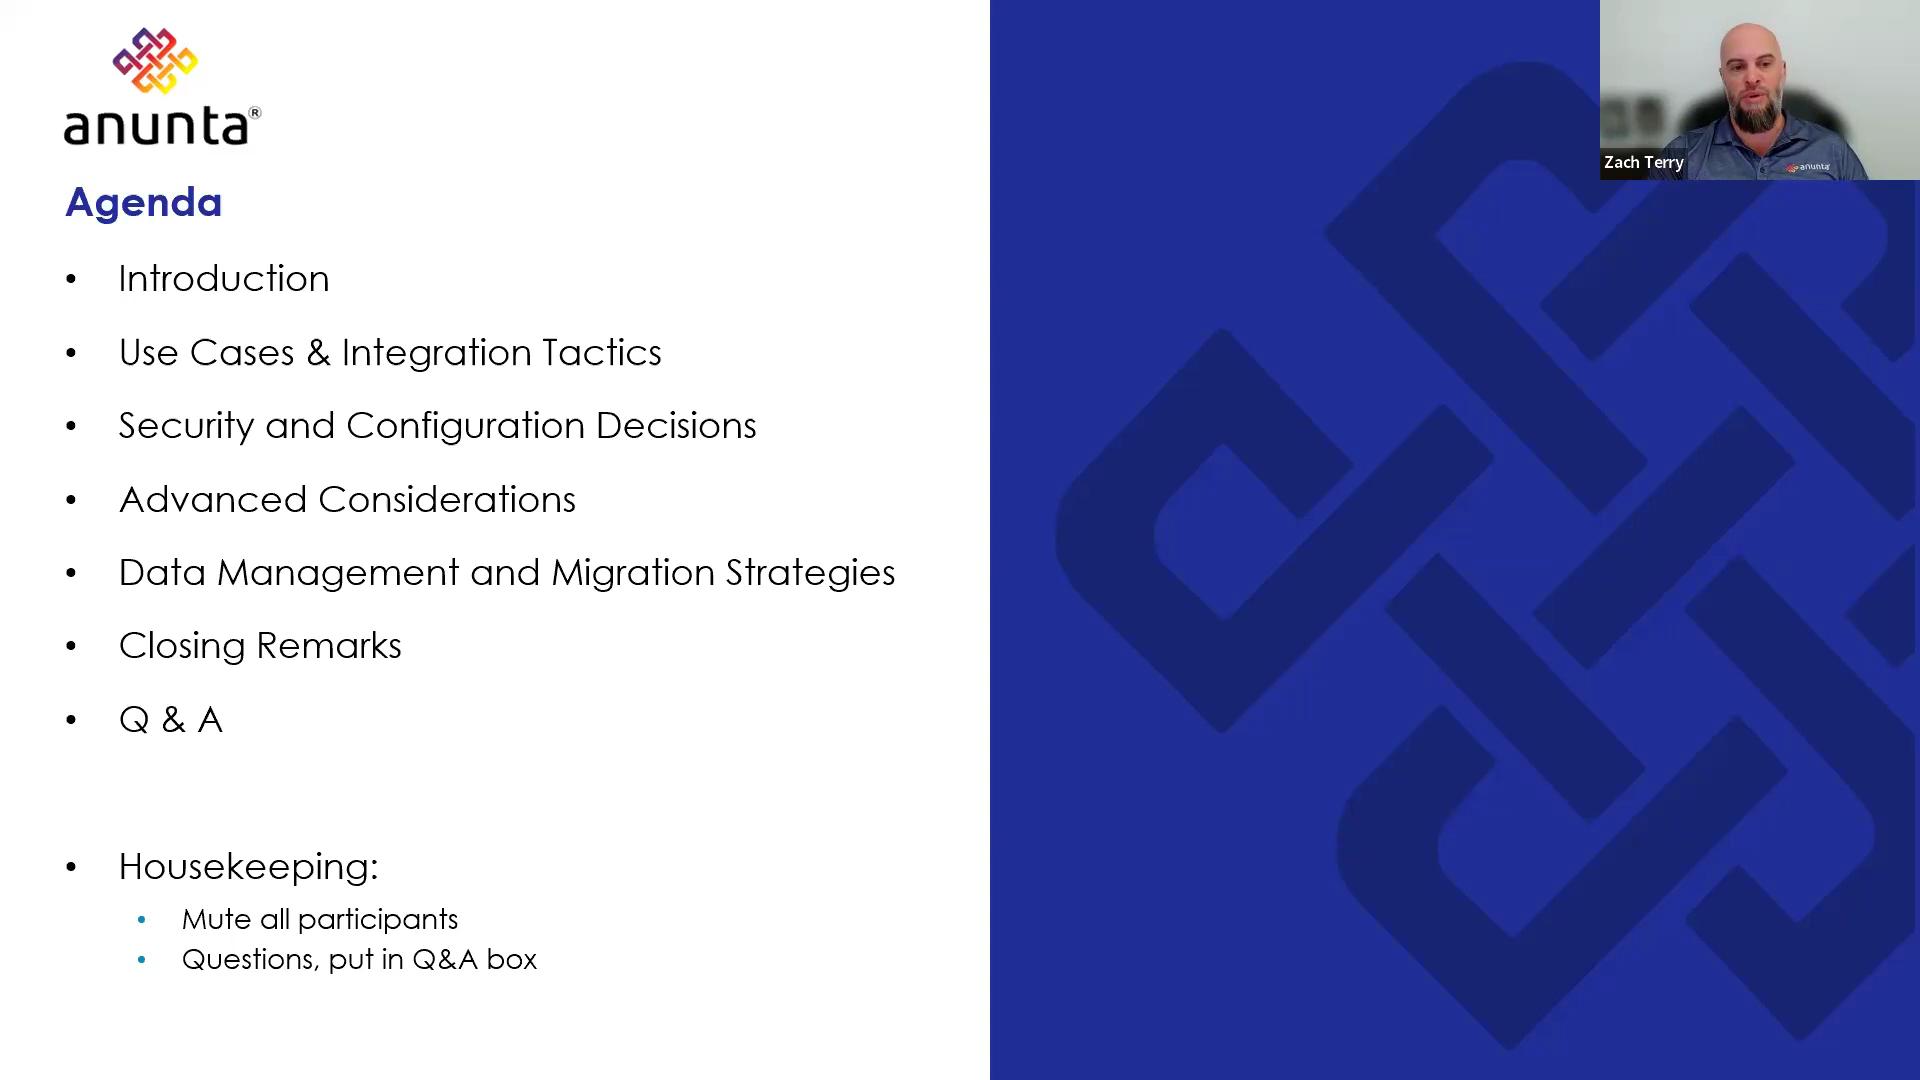 anunta®
Agenda
• Introduction
• Use Cases & Integration Tactics
• Security and Configuration Decisions
• Advanced Considerations
• Data Management and Migration Strategies
• Closing Remarks
• Q & A
• Housekeeping:
• Mute all participants
• Questions, put in Q&A box
Zach Terry
anunta